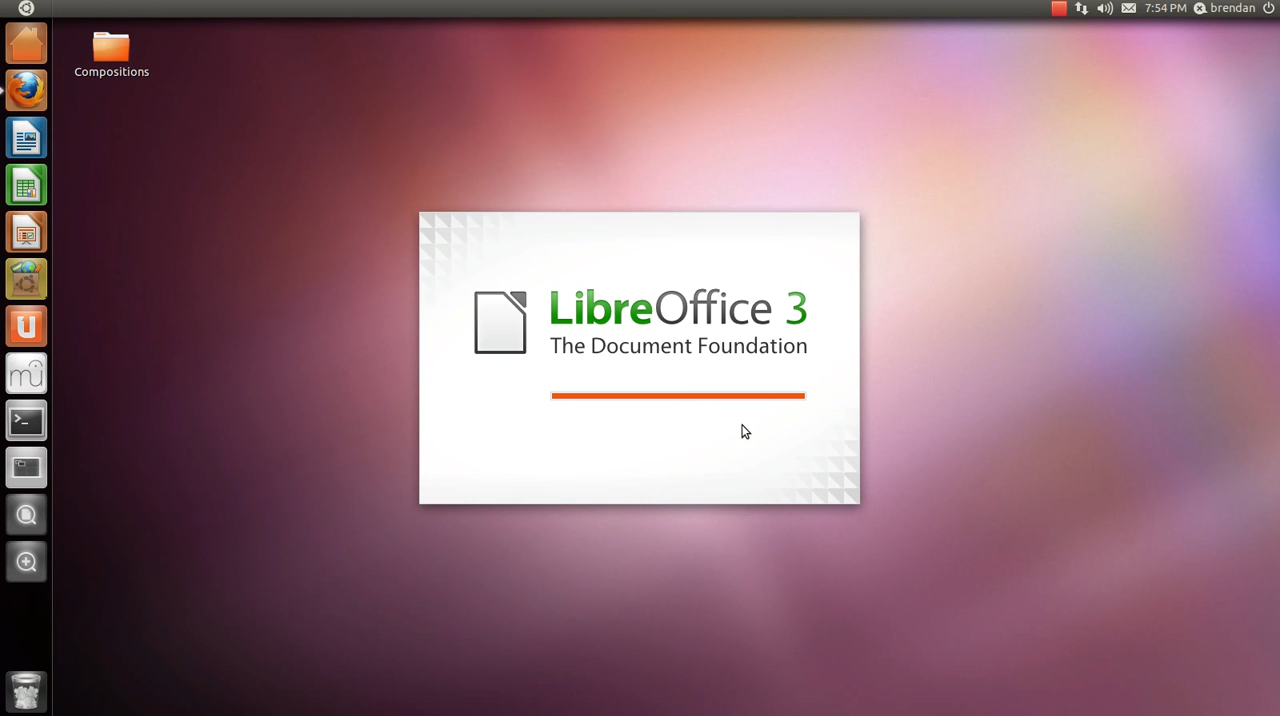 7:54 PM
brendan
Compositions
LibreOffice 3
The Document Foundation